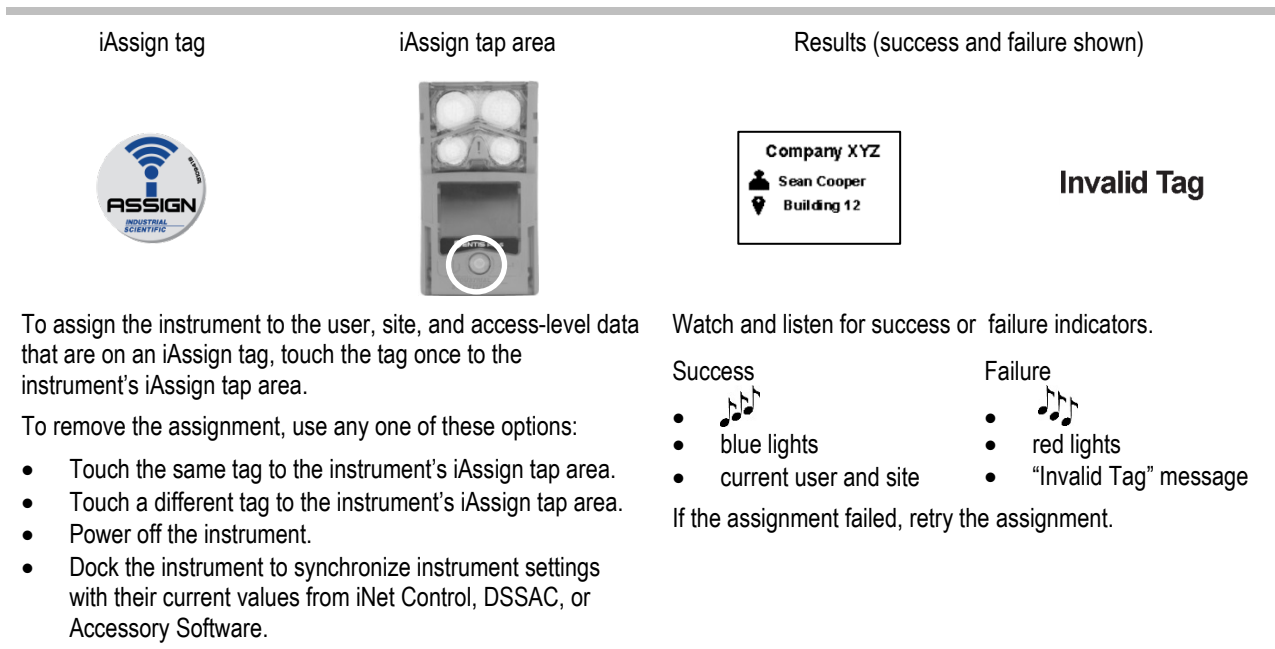 iAssign tag
iAssign tap area
Results (success and failure shown)
ASSIGN
INDUSTRIAL
SCIENTIFIC
Company XYZ
Sean Cooper
Building 12
Invalid Tag
To assign the instrument to the user, site, and access-level data
that are on an iAssign tag, touch the tag once to the
instrument’s iAssign tap area.
To remove the assignment, use any one of these options:
• Touch the same tag to the instrument’s iAssign tap area.
• Touch a different tag to the instrument’s iAssign tap area.
• Power off the instrument.
• Dock the instrument to synchronize instrument settings
with their current values from iNet Control, DSSAC, or
Accessory Software.
Watch and listen for success or failure indicators.
Success
• blue lights
• current user and site
Failure
• red lights
• “Invalid Tag” message
If the assignment failed, retry the assignment.